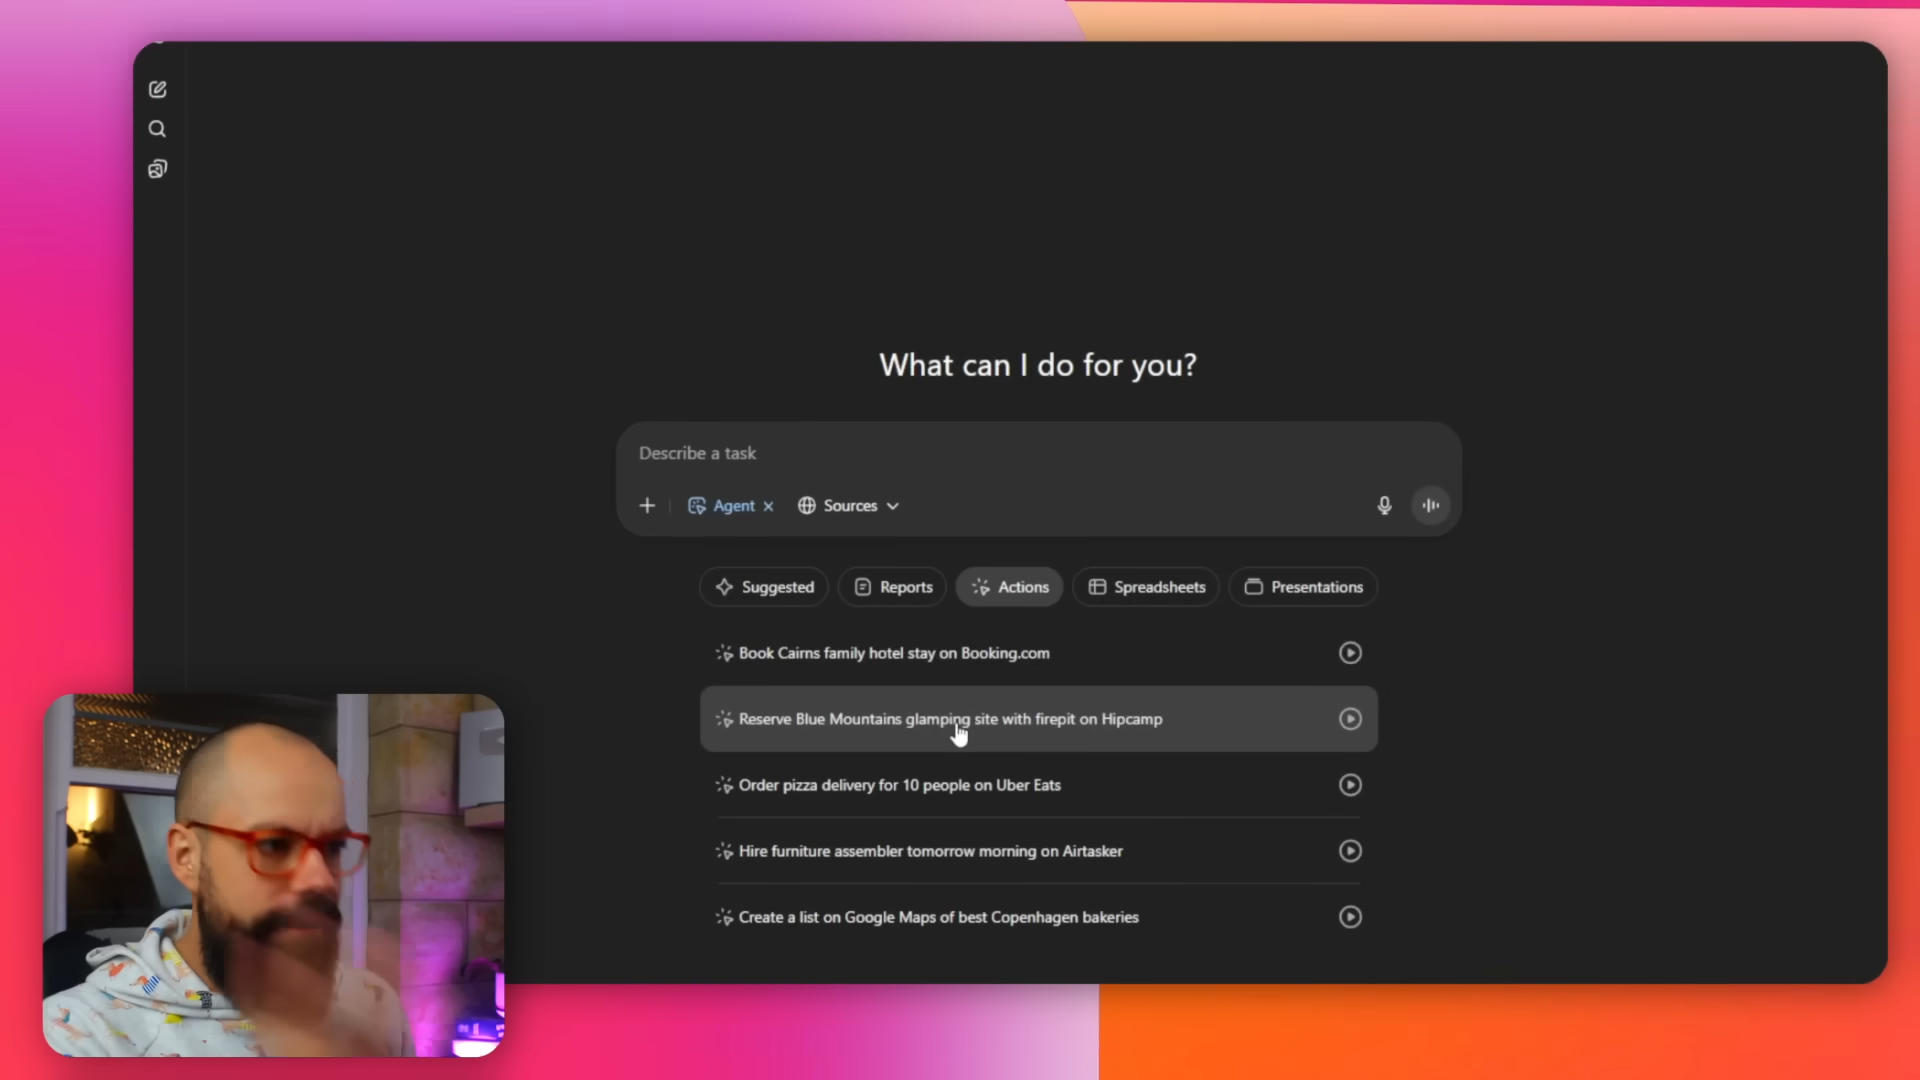 What can I do for you?
Describe a task
Agent
Sources
Suggested
Reports
Actions
Spreadsheets
Presentations
Book Cairns family hotel stay on Booking.com
Reserve Blue Mountains glamping site with firepit on Hipcamp
Order pizza delivery for 10 people on Uber Eats
Hire furniture assembler tomorrow morning on Airtasker
Create a list on Google Maps of best Copenhagen bakeries